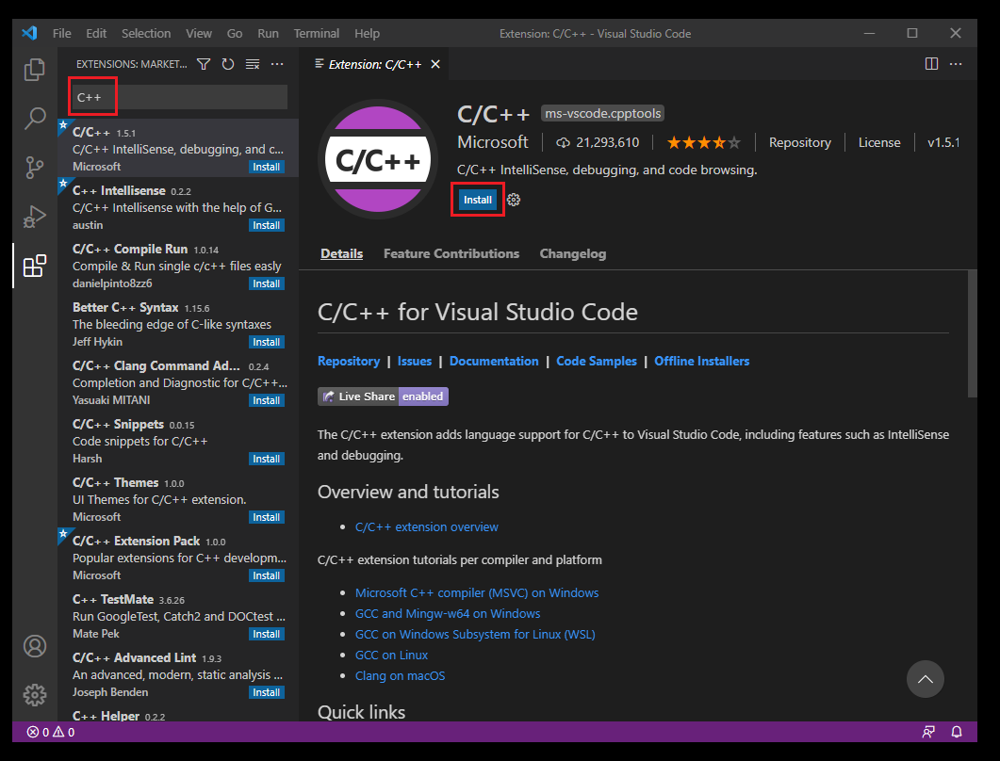 File Edit Selection View Go Run Terminal Help Extension: C/C++ - Visual Studio Code
EXTENSIONS: MARKET...
C++
C/C++ 1.5.1
C/C++ IntelliSense, debugging, and c...
Microsoft Install
C++ Intellisense 0.2.2
C/C++ Intellisense with the help of G...
austin Install
C/C++ Compile Run 1.0.14
Compile & Run single c/c++ files easly
danielpinto8zz6 Install
Better C++ Syntax 1.15.6
The bleeding edge of C-like syntaxes
Jeff Hykin Install
C/C++ Clang Command Ad... 0.2.4
Completion and Diagnostic for C/C++...
Yasuaki MITANI Install
C/C++ Snippets 0.0.15
Code snippets for C/C++
Harsh Install
C/C++ Themes 1.0.0
UI Themes for C/C++ extension.
Microsoft Install
C/C++ Extension Pack 1.0.0
Popular extensions for C++ developm...
Microsoft Install
C++ TestMate 3.6.26
Run GoogleTest, Catch2 and DOCtest ...
Mate Pek Install
C/C++ Advanced Lint 1.9.3
An advanced, modern, static analysis ...
Joseph Benden Install
C++ Helper 0.2.2
Extension: C/C++
C/C++
C/C++ ms-vscode.cpptools
Microsoft 21,293,610 Repository License v1.5.1
C/C++ IntelliSense, debugging, and code browsing.
Install
Details Feature Contributions Changelog
C/C++ for Visual Studio Code
Repository | Issues | Documentation | Code Samples | Offline Installers
Live Share enabled
The C/C++ extension adds language support for C/C++ to Visual Studio Code, including features such as IntelliSense
and debugging.
Overview and tutorials
• C/C++ extension overview
C/C++ extension tutorials per compiler and platform
• Microsoft C++ compiler (MSVC) on Windows
• GCC and Mingw-w64 on Windows
• GCC on Windows Subsystem for Linux (WSL)
• GCC on Linux
• Clang on macOS
Quick links
0 0